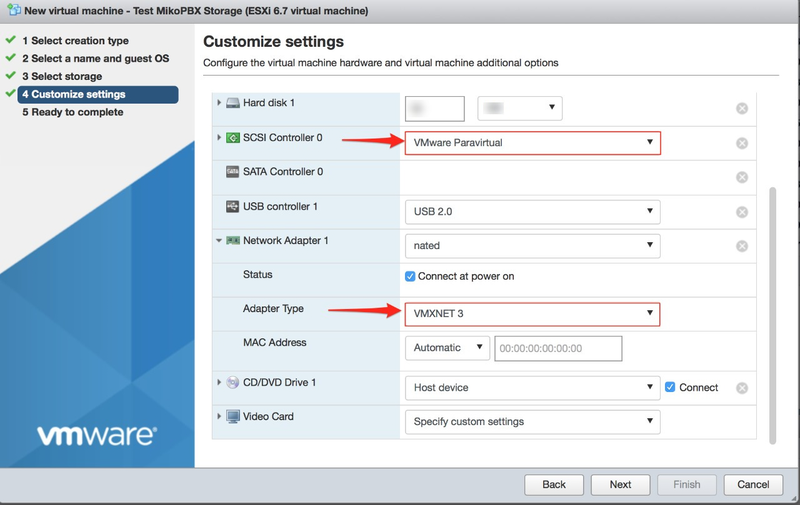 New virtual machine - Test MikoPBX Storage (ESXi 6.7 virtual machine)
1 Select creation type
2 Select a name and guest OS
3 Select storage
4 Customize settings
5 Ready to complete
Customize settings
Configure the virtual machine hardware and virtual machine additional options
Hard disk 1
SCSI Controller 0
VMware Paravirtual
SATA Controller 0
USB controller 1
USB 2.0
Network Adapter 1
nated
Status
Connect at power on
Adapter Type
VMXNET 3
MAC Address
Automatic
00:00:00:00:00:00
CD/DVD Drive 1
Host device
Connect
Video Card
Specify custom settings
vmware®
Back
Next
Finish
Cancel